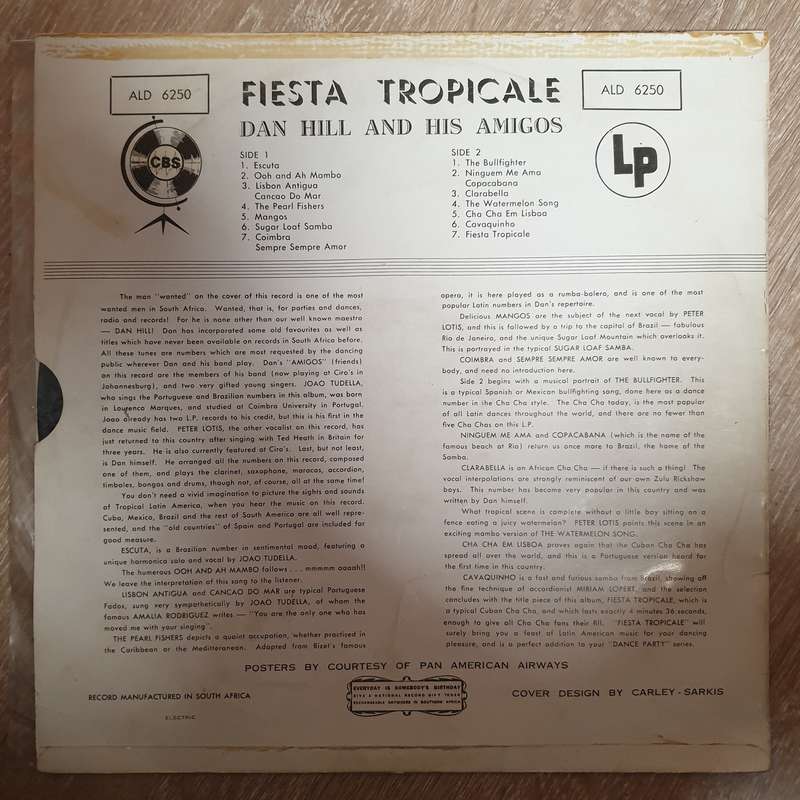 ALD 6250
FIESTA TROPICALE
ALD 6250
DAN HILL AND HIS AMIGOS
CBS
Lp
SIDE 1
1. Escuta
2. Ooh and Ah Mambo
3. Lisbon Antigua
Cancao Do Mar
4. The Pearl Fishers
5. Mangos
6. Sugar Loaf Samba
7. Coimbra
Sempre Sempre Amor
SIDE 2
1. The Bullfighter
2. Ninguem Me Ama
Copacabana
3. Clarabella
4. The Watermelon Song
5. Cha Cha Em Lisboa
6. Cavaquinho
7. Fiesta Tropicale
The man "wanted" on the cover of this record is one of the most
wanted men in South Africa. Wanted, that is, for parties and dances,
radio and records! For he is none other than our well known maestro
— DAN HILL! Dan has incorporated some old favourites as well as
titles which have never been available on records in South Africa before.
All these tunes are numbers which are most requested by the dancing
public wherever Dan and his band play. Dan's "AMIGOS" (friends)
on this record are the members of his band (now playing at Ciro's in
Johannesburg), and two very gifted young singers. JOAO TUDELLA,
who sings the Portuguese and Brazilian numbers in this album, was born
in Lourenco Marques, and studied at Coimbra University in Portugal.
Joao already has two L.P. records to his credit, but this is his first in the
dance music field. PETER LOTIS, the other vocalist on this record, has
just returned to this country after singing with Ted Heath in Britain for
three years. He is also currently featured at Ciro's. Last, but not least,
is Dan himself. He arranged all the numbers on this record, composed
one of them, and plays the clarinet, saxophone, maracas, accordion,
timbales, bongos and drums, though not, of course, all at the same time!
You don't need a vivid imagination to picture the sights and sounds
of Tropical Latin America, when you hear the music on this record.
Cuba, Mexico, Brazil and the rest of South America are all well repre-
sented, and the "old countries" of Spain and Portugal are included for
good measure.
ESCUTA, is a Brazilian number in sentimental mood, featuring a
unique harmonica solo and vocal by JOAO TUDELLA.
The humerous OOH AND AH MAMBO follows . . . mmmmm aaaah!!
We leave the interpretation of this song to the listener.
LISBON ANTIGUA and CANCAO DO MAR are typical Portuguese
Fados, sung very sympathetically by JOAO TUDELLA, of whom the
famous AMALIA RODRIGUEZ writes — "You are the only one who has
moved me with your singing".
THE PEARL FISHERS depicts a quaint occupation, whether practiced in
the Caribbean or the Mediteranean. Adapted from Bizet's famous
opera, it is here played as a rumba-bolera, and is one of the most
popular Latin numbers in Dan's repertoire.
Delicious MANGOS are the subject of the next vocal by PETER
LOTIS, and this is followed by a trip to the capital of Brazil — fabulous
Rio de Janeiro, and the unique Sugar Loaf Mountain which overlooks it.
This is portrayed in the typical SUGAR LOAF SAMBA.
COIMBRA and SEMPRE SEMPRE AMOR are well known to every-
body, and need no introduction here.
Side 2 begins with a musical portrait of THE BULLFIGHTER. This
is a typical Spanish or Mexican bullfighting song, done here as a dance
number in the Cha Cha style. The Cha Cha today, is the most popular
of all Latin dances throughout the world, and there are no fewer than
five Cha Chas on this L.P.
NINGUEM ME AMA and COPACABANA (which is the name of the
famous beach at Rio) return us once more to Brazil, the home of the
Samba.
CLARABELLA is an African Cha Cha — if there is such a thing! The
vocal interpolations are strongly reminiscent of our own Zulu Rickshaw
boys. This number has become very popular in this country and was
written by Dan himself.
What tropical scene is complete without a little boy sitting on a
fence eating a juicy watermelon? PETER LOTIS paints this scene in an
exciting mambo version of THE WATERMELON SONG.
CHA CHA EM LISBOA proves again that the Cuban Cha Cha has
spread all over the world, and this is a Portuguese version heard for
the first time in this country.
CAVAQUINHO is a fast and furious samba from Brazil, showing off
the fine technique of accordionist MIRIAM LOPERT, and the selection
concludes with the title piece of this album, FIESTA TROPICALE, which is
a typical Cuban Cha Cha, and which lasts exactly 4 minutes 36 seconds,
enough to give all Cha Cha fans their fill. "FIESTA TROPICALE" will
surely bring you a feast of Latin American music for your dancing
pleasure, and is a perfect addition to your "DANCE PARTY" series.
POSTERS BY COURTESY OF PAN AMERICAN AIRWAYS
RECORD MANUFACTURED IN SOUTH AFRICA
EVERYDAY IS SOMEBODY'S BIRTHDAY
GIVE A NATIONAL RECORD GIFT TOKEN
EXCHANGEABLE ANYWHERE IN SOUTHERN AFRICA
COVER DESIGN BY CARLEY-SARKIS
ELECTRIC